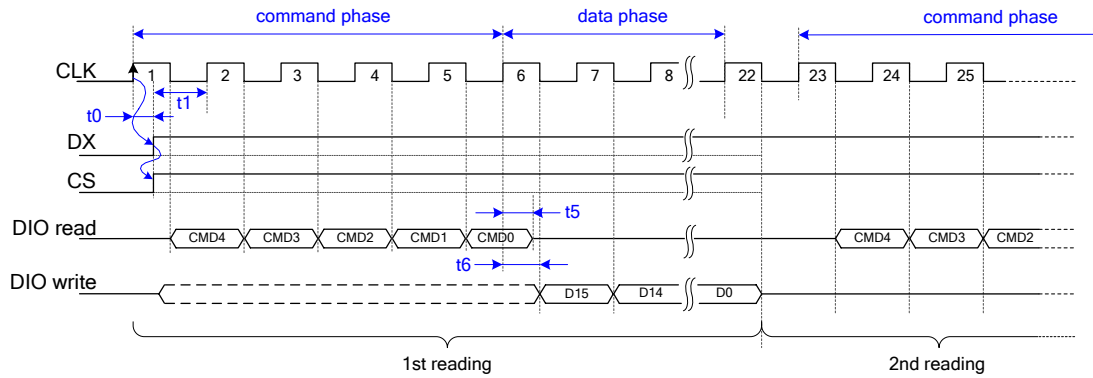 command phase data phase command phase
CLK 1 2 3 4 5 6 7 8 22 23 24 25
t1
t0
DX
CS
t5
DIO read CMD4 CMD3 CMD2 CMD1 CMD0 CMD4 CMD3 CMD2
t6
DIO write D15 D14 D0
1st reading 2nd reading